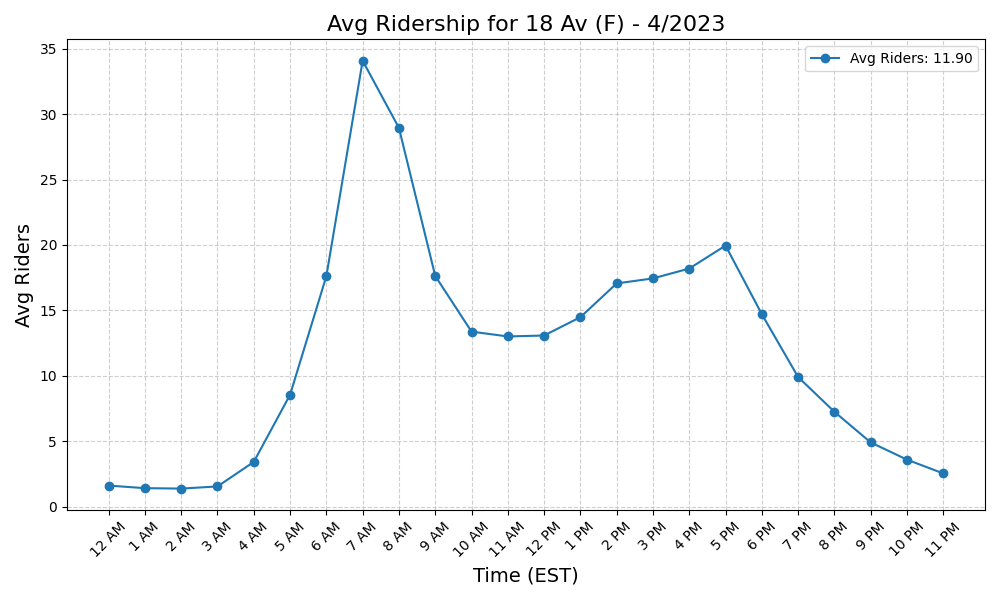 Avg Ridership for 18 Av (F) - 4/2023
Avg Riders: 11.90
Avg Riders
35
30
25
20
15
10
5
0
12 AM
1 AM
2 AM
3 AM
4 AM
5 AM
6 AM
7 AM
8 AM
9 AM
10 AM
11 AM
12 PM
1 PM
2 PM
3 PM
4 PM
5 PM
6 PM
7 PM
8 PM
9 PM
10 PM
11 PM
Time (EST)